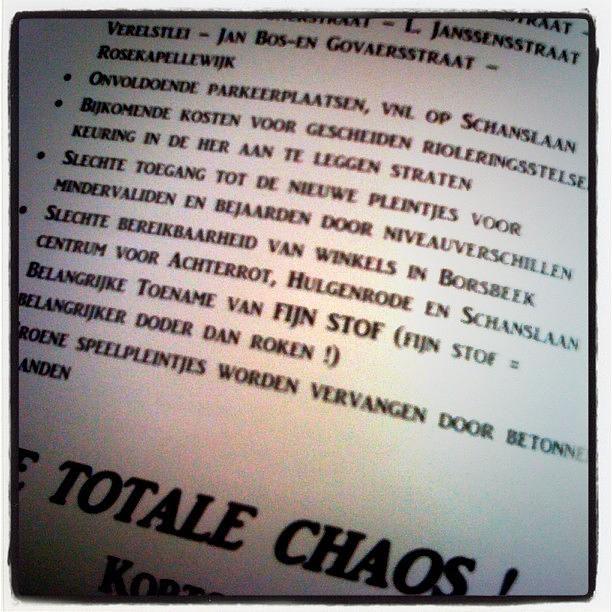 – L. Janssensstraat –
Verelstlei – Jan Bos-en Govaersstraat –
Rosekapellewijk
• Onvoldoende parkeerplaatsen, vnl op Schanslaan
• Bijkomende kosten voor gescheiden rioleringsstelse
keuring in de her aan te leggen straten
• Slechte toegang tot de nieuwe pleintjes voor
mindervaliden en bejaarden door niveauverschillen
• Slechte bereikbaarheid van winkels in Borsbeek
centrum voor Achterrot, Hulgenrode en Schanslaan
Belangrijke Toename van FIJN STOF (fijn stof =
belangrijker doder dan roken !)
roene speelpleintjes worden vervangen door betonne
anden
E TOTALE CHAOS !